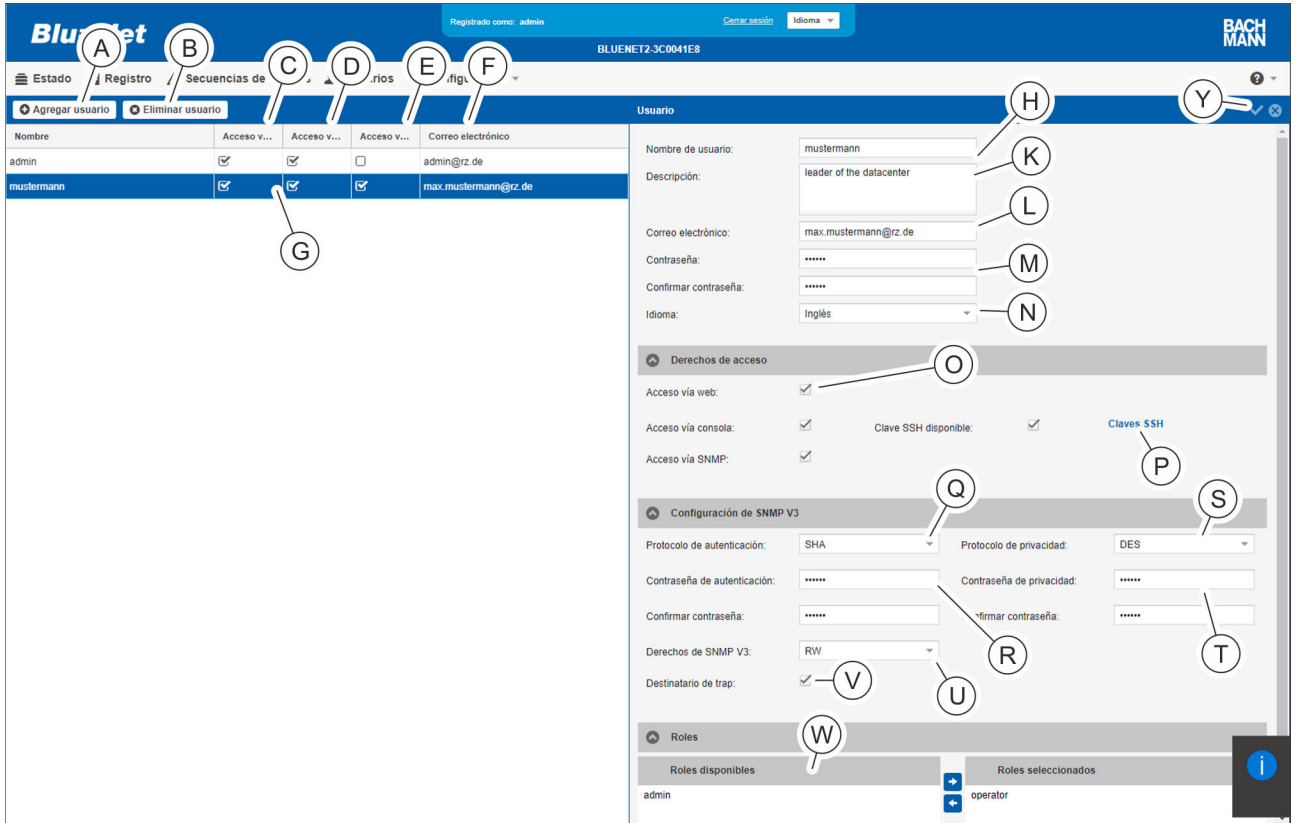 Registrado como: admin Cerrar sesión Idioma
BACH
MANN
BLUENET2-3C0041E8
A B C D E F
Estado Registro Secuencias de
Agregar usuario Eliminar usuario
Usuario
H Y
Nombre Acceso v... Acceso v... Acceso v... Correo electrónico
admin admin@rz.de
mustermann max.mustermann@rz.de
G
Nombre de usuario: mustermann
K
Descripción: leader of the datacenter
L
Correo electrónico: max.mustermann@rz.de
Contraseña: ••••••
M
Confirmar contraseña: ••••••
Idioma: Inglés
N
Derechos de acceso
O
Acceso vía web:
Acceso vía consola: Clave SSH disponible: Claves SSH
Acceso vía SNMP:
P
Q
S
Configuración de SNMP V3
Protocolo de autenticación: SHA Protocolo de privacidad: DES
Contraseña de autenticación: •••••• Contraseña de privacidad: ••••••
Confirmar contraseña: •••••• contraseña: ••••••
R T
Derechos de SNMP V3: RW
Destinatario de trap:
V U
Roles
W
Roles disponibles Roles seleccionados
admin operator